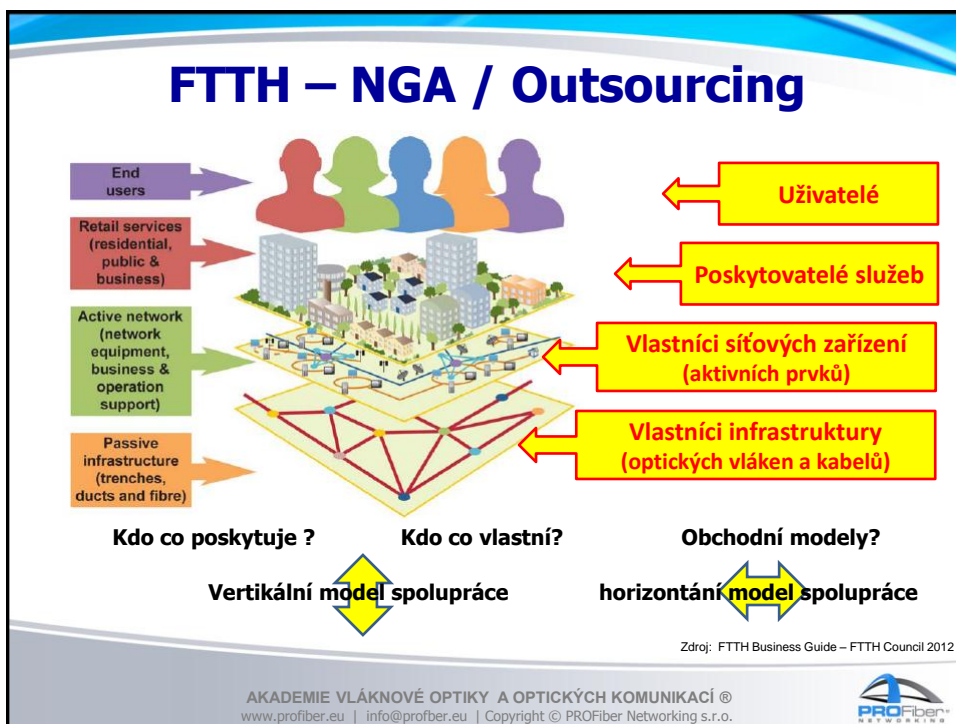 FTTH – NGA / Outsourcing
End
users
Uživatelé
Retail services
(residential,
public &
business)
Poskytovatelé služeb
Active network
(network
equipment,
business &
operation
support)
Vlastníci síťových zařízení
(aktivních prvků)
Passive
infrastructure
(trenches,
ducts and fibre)
Vlastníci infrastruktury
(optických vláken a kabelů)
Kdo co poskytuje ?
Kdo co vlastní?
Obchodní modely?
Vertikální model spolupráce
horizontání model spolupráce
Zdroj: FTTH Business Guide – FTTH Council 2012
AKADEMIE VLÁKNOVÉ OPTIKY A OPTICKÝCH KOMUNIKACÍ ®
www.profiber.eu | info@profber.eu | Copyright © PROFiber Networking s.r.o.
PROFiber®
NETWORKING